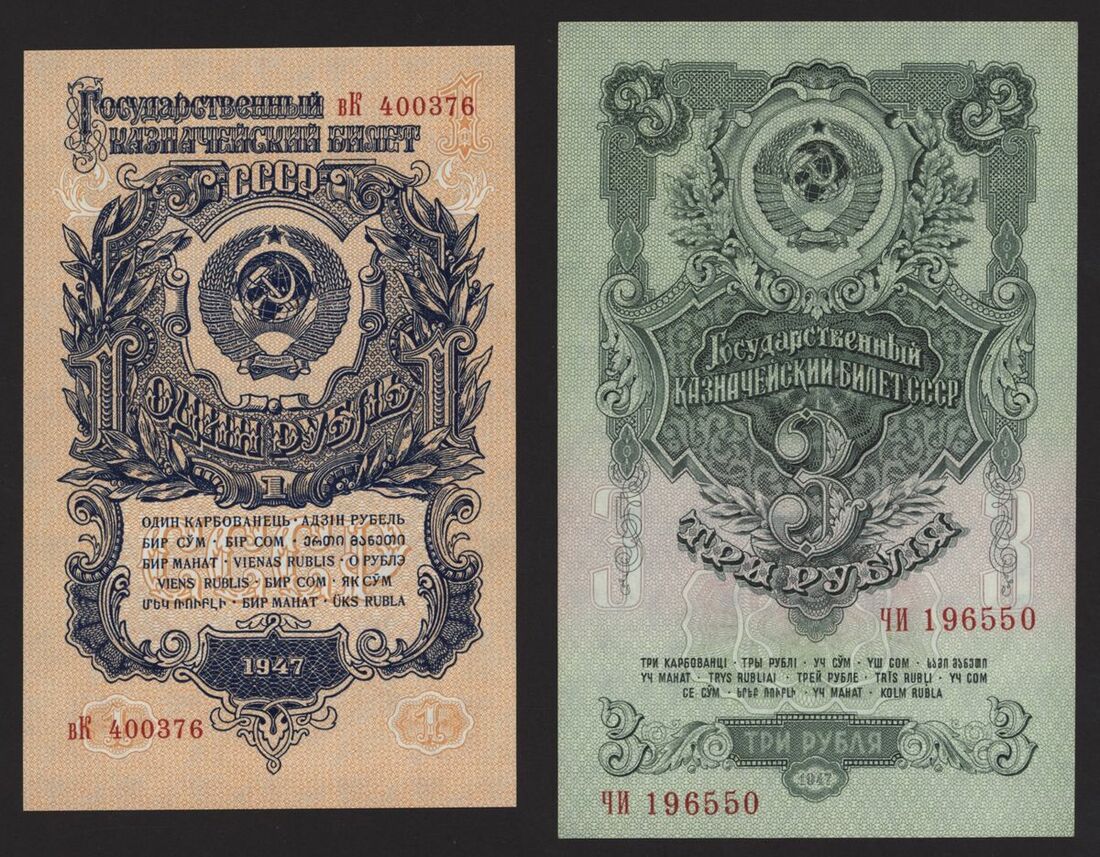 Государственный вК 400376
казначейский билет
СССР
1
1 1
Один рубль
1
ОДИН КАРБОВАНЕЦЬ · АДЗІН РУБЕЛЬ
БИР СЎМ · БІР СОМ · ერთი მანეთი
БИР МАНАТ · VIENAS RUBLIS · О РУБЛЭ
VIENS RUBLIS · БИР СОМ · ЯК СЎМ
ՄԵԿ ՌՈՒԲԼԻ · БИР МАНАТ · ÜKS RUBLA
1947
вК 400376
1 1
3 3
Государственный
казначейский билет СССР
3
3
3 3
Три рубля
ЧИ 196550
ТРИ КАРБОВАНЦІ · ТРЫ РУБЛІ · УЧ СЎМ · ҮШ СОМ · სამი მანეთი
УЧ МАНАТ · TRYS RUBLIAI · ТРЕЙ РУБЛЕ · TRĪS RUBĻI · ҮЧ СОМ
СЕ СЎМ · ԵՐԵՔ ՌՈՒԲԼԻ · ҮЧ МАНАТ · KOLM RUBLA
3 ТРИ РУБЛЯ 3
1947
ЧИ 196550